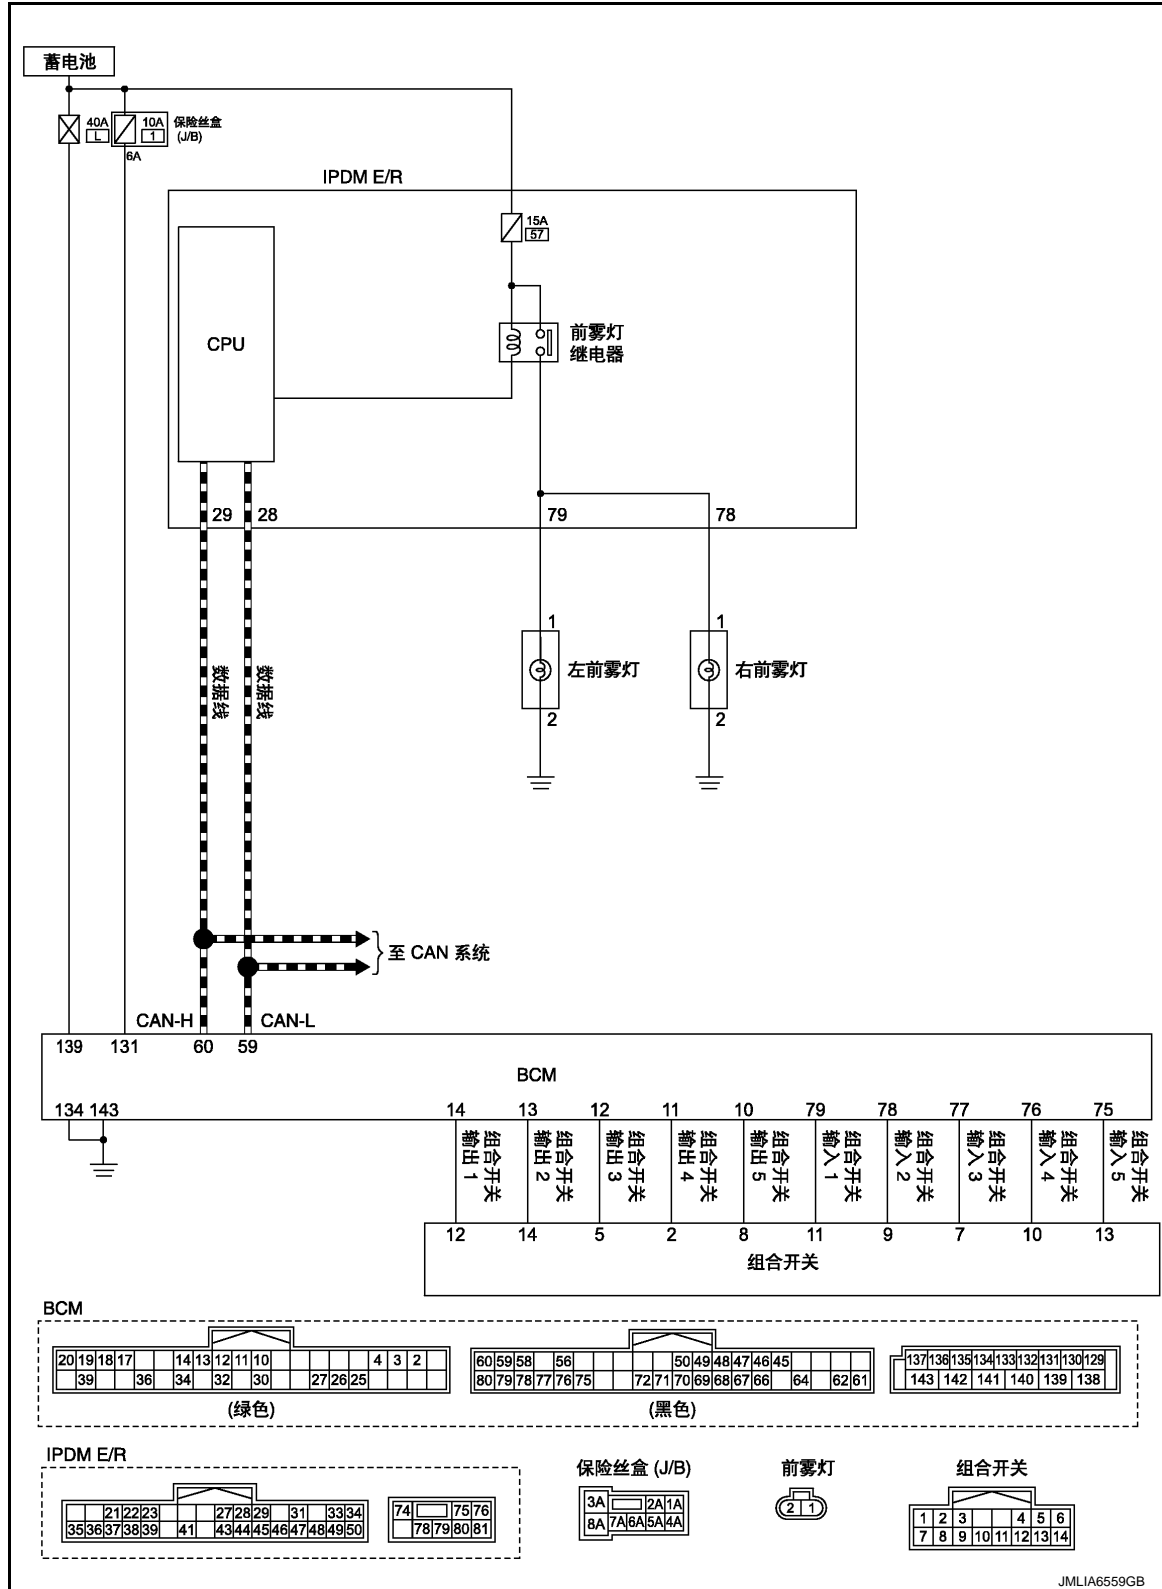 蓄电池
40A
L
10A
1
保险丝盒
(J/B)
6A
IPDM E/R
15A
57
CPU
前雾灯
继电器
29 28 79 78
1 1
左前雾灯 右前雾灯
2 2
数据线 数据线
至 CAN 系统
CAN-H CAN-L
139 131 60 59
BCM
134 143 14 13 12 11 10 79 78 77 76 75
组合开关
输出 1
组合开关
输出 2
组合开关
输出 3
组合开关
输出 4
组合开关
输出 5
组合开关
输入 1
组合开关
输入 2
组合开关
输入 3
组合开关
输入 4
组合开关
输入 5
12 14 5 2 8 11 9 7 10 13
组合开关
BCM
20 19 18 17 14 13 12 11 10 4 3 2
39 36 34 32 30 27 26 25
(绿色)
60 59 58 56 50 49 48 47 46 45
80 79 78 77 76 75 72 71 70 69 68 67 66 64 62 61
(黑色)
137 136 135 134 133 132 131 130 129
143 142 141 140 139 138
IPDM E/R
21 22 23 27 28 29 31 33 34
35 36 37 38 39 41 43 44 45 46 47 48 49 50
74 75 76
78 79 80 81
保险丝盒 (J/B)
3A 2A 1A
8A 7A 6A 5A 4A
前雾灯
2 1
组合开关
1 2 3 4 5 6
7 8 9 10 11 12 13 14
JMLIA6559GB